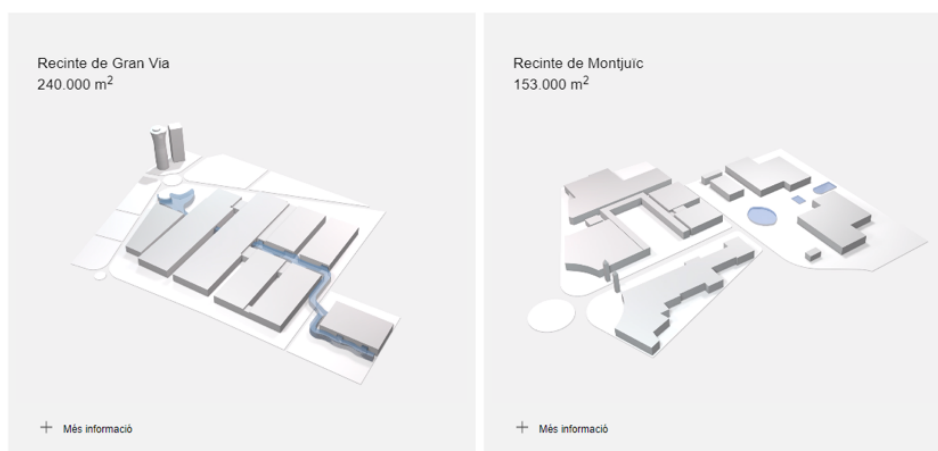 Recinte de Gran Via
240.000 m²
+ Més informació
Recinte de Montjuïc
153.000 m²
+ Més informació